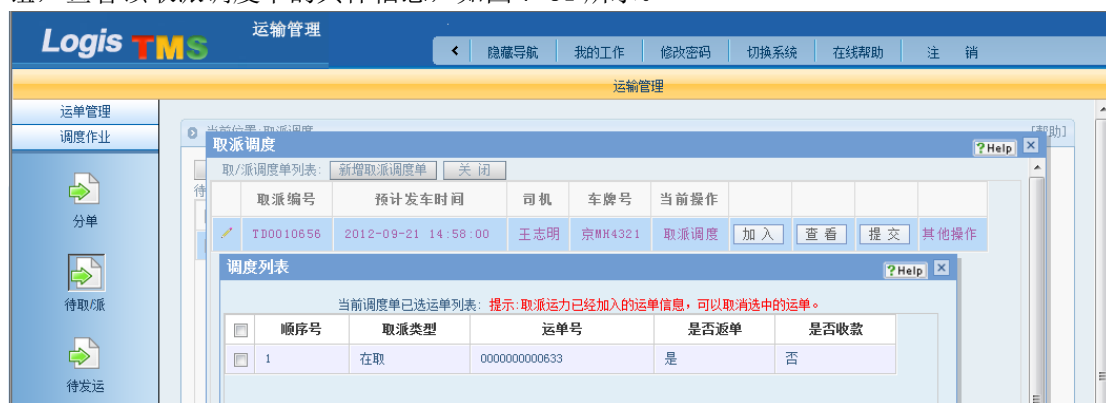 Logis TMS
运输管理
隐藏导航 我的工作 修改密码 切换系统 在线帮助 注 销
运输管理
运单管理
调度作业
分单
待取/派
待发运
当前位置:取派调度 [帮助]
取派调度 ?Help
取/派调度单列表: 新增取派调度单 关 闭
待
取派编号 预计发车时间 司机 车牌号 当前操作
TD0010656 2012-09-21 14:58:00 王志明 京MH4321 取派调度 加 入 查 看 提 交 其他操作
调度列表 ?Help
当前调度单已选运单列表: 提示:取派运力已经加入的运单信息，可以取消选中的运单。
顺序号 取派类型 运单号 是否返单 是否收款
1 在取 0000000000633 是 否